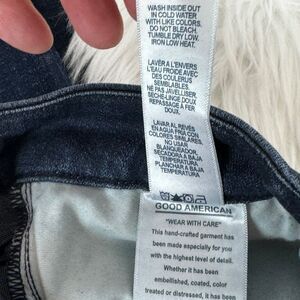 WASH INSIDE OUT
IN COLD WATER
WITH LIKE COLORS.
DO NOT BLEACH.
TUMBLE DRY LOW.
IRON LOW HEAT.
LAVER A L'ENVERS
L'EAU FROIDE AVEC
DES COULEURS
SEMBLABLES.
NE PAS JAVELLISER
SÈCHE-LINGE DOUX
REPASSAGE A FER
DOUX.
LAVAR AL REVÉS
EN AGUA FRIA CON
COLORES SIMILARES.
NO USAR
BLANQUEADOR
SECADORA A BAJA
TEMPERATURA
PLANCHAR A BAJA
TEMPERATURA
GOOD AMERICAN
"WEAR WITH CARE"
This hand-crafted garment has
been made especially for you
with the highest level of detail.
Whether it has been
embellished, coated, color
treated or distressed, it has been